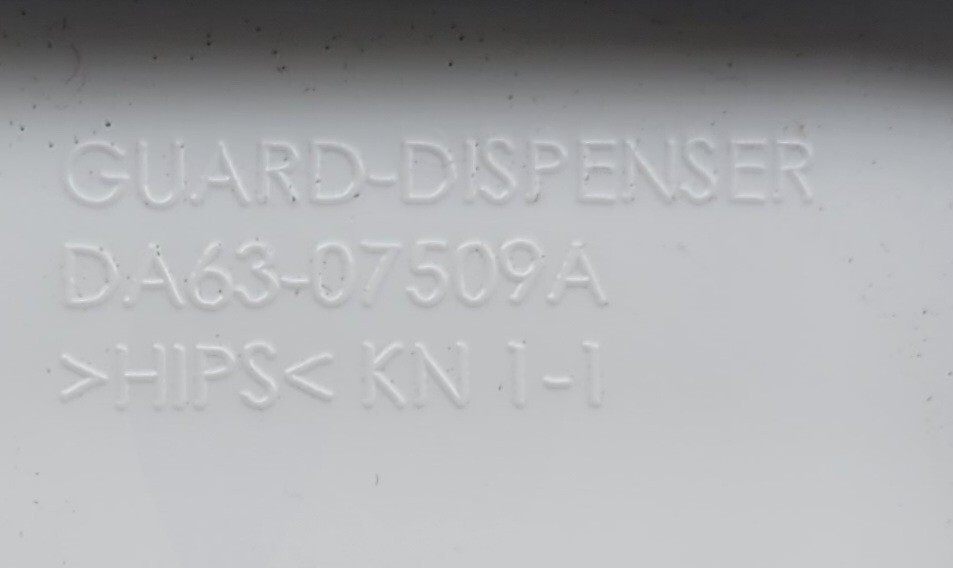 GUARD-DISPENSER
DA63-07509A
>HIPS< KN 1-1